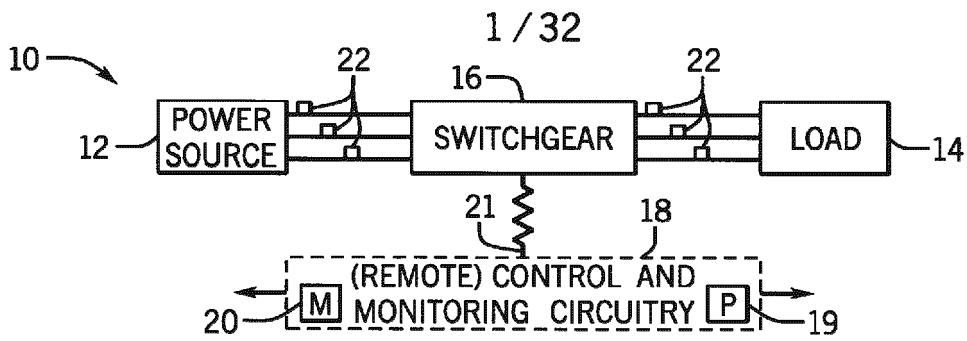 1 / 32
10
22
16
22
12
POWER
SOURCE
SWITCHGEAR
LOAD
14
21
18
(REMOTE) CONTROL AND
MONITORING CIRCUITRY
M
P
20
19